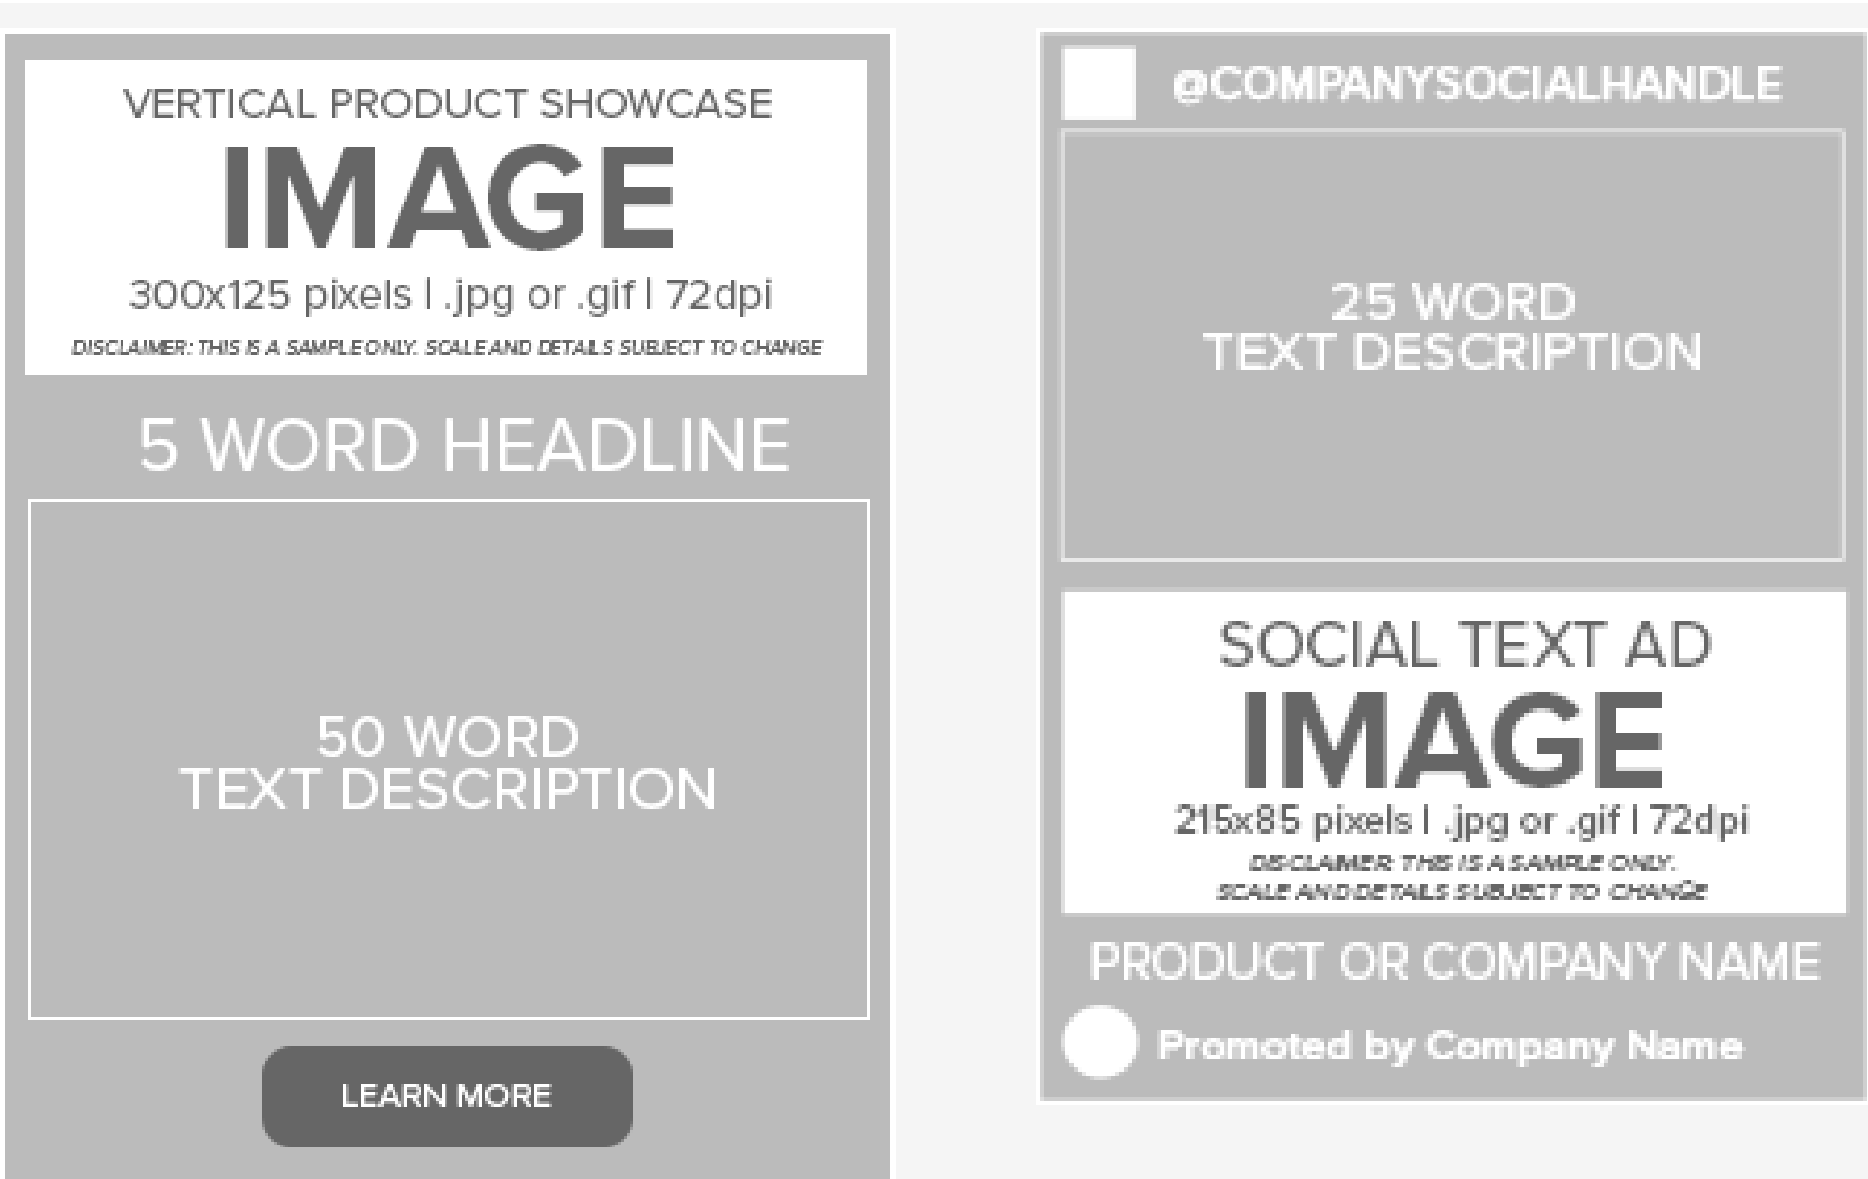 VERTICAL PRODUCT SHOWCASE
IMAGE
300x125 pixels | .jpg or .gif | 72dpi
DISCLAIMER: THIS IS A SAMPLE ONLY. SCALE AND DETAILS SUBJECT TO CHANGE
5 WORD HEADLINE
50 WORD
TEXT DESCRIPTION
LEARN MORE
@COMPANYSOCIALHANDLE
25 WORD
TEXT DESCRIPTION
SOCIAL TEXT AD
IMAGE
215x85 pixels | .jpg or .gif | 72dpi
DISCLAIMER: THIS IS A SAMPLE ONLY.
SCALE AND DETAILS SUBJECT TO CHANGE
PRODUCT OR COMPANY NAME
Promoted by Company Name